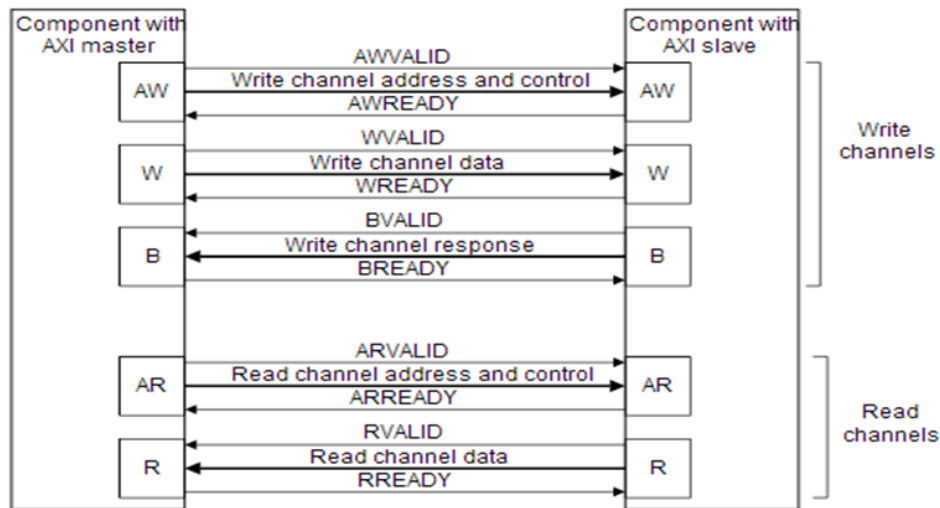 Component with
AXI master
Component with
AXI slave
AWVALID
AW
Write channel address and control
AW
AWREADY
WVALID
W
Write channel data
W
WREADY
BVALID
B
Write channel response
B
BREADY
Write
channels
ARVALID
AR
Read channel address and control
AR
ARREADY
RVALID
R
Read channel data
R
RREADY
Read
channels